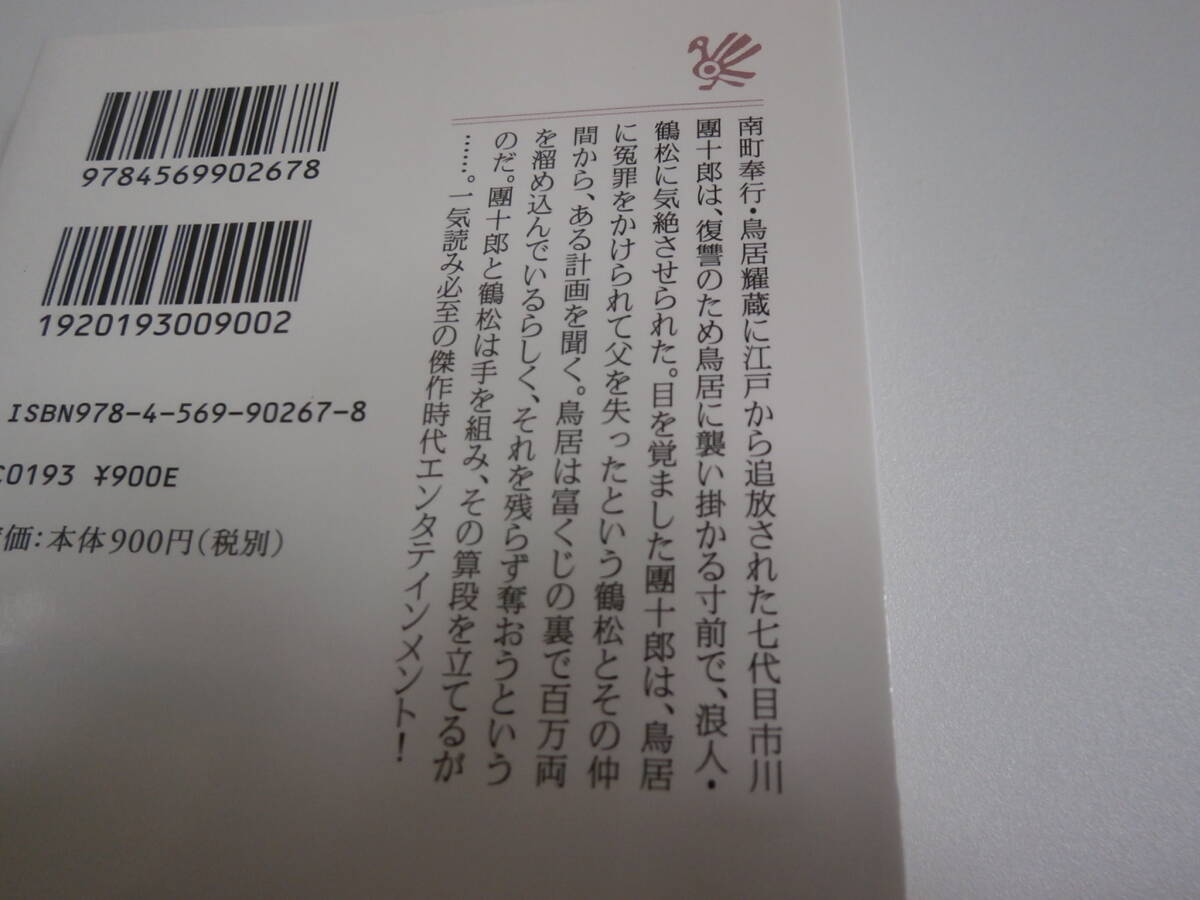 南町奉行・鳥居耀蔵に江戸から追放された七代目市川
團十郎は、復讐のため鳥居に襲い掛かる寸前で、浪人・
鶴松に気絶させられた。目を覚ました團十郎は、鳥居
に冤罪をかけられて父を失ったという鶴松とその仲
間から、ある計画を聞く。鳥居は富くじの裏で百万両
を溜め込んでいるらしく、それを残らず奪おうという
のだ。團十郎と鶴松は手を組み、その算段を立てるが
……。一気読み必至の傑作時代エンタテインメント!
9784569902678
1920193009002
ISBN978-4-569-90267-8
C0193 ¥900E
価:本体900円(税別)